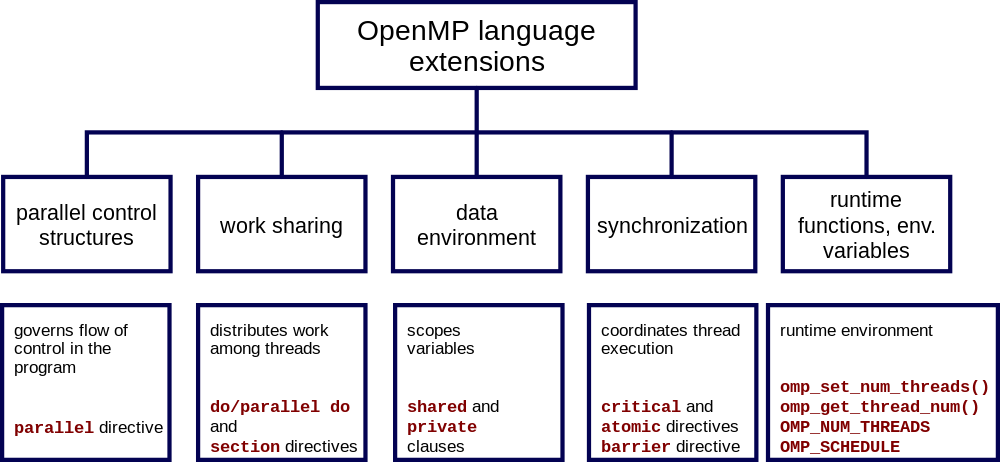 OpenMP language
extensions
parallel control
structures
work sharing
data
environment
synchronization
runtime
functions, env.
variables
governs flow of
control in the
program
parallel directive
distributes work
among threads
do/parallel do
and
section directives
scopes
variables
shared and
private
clauses
coordinates thread
execution
critical and
atomic directives
barrier directive
runtime environment
omp_set_num_threads()
omp_get_thread_num()
OMP_NUM_THREADS
OMP_SCHEDULE